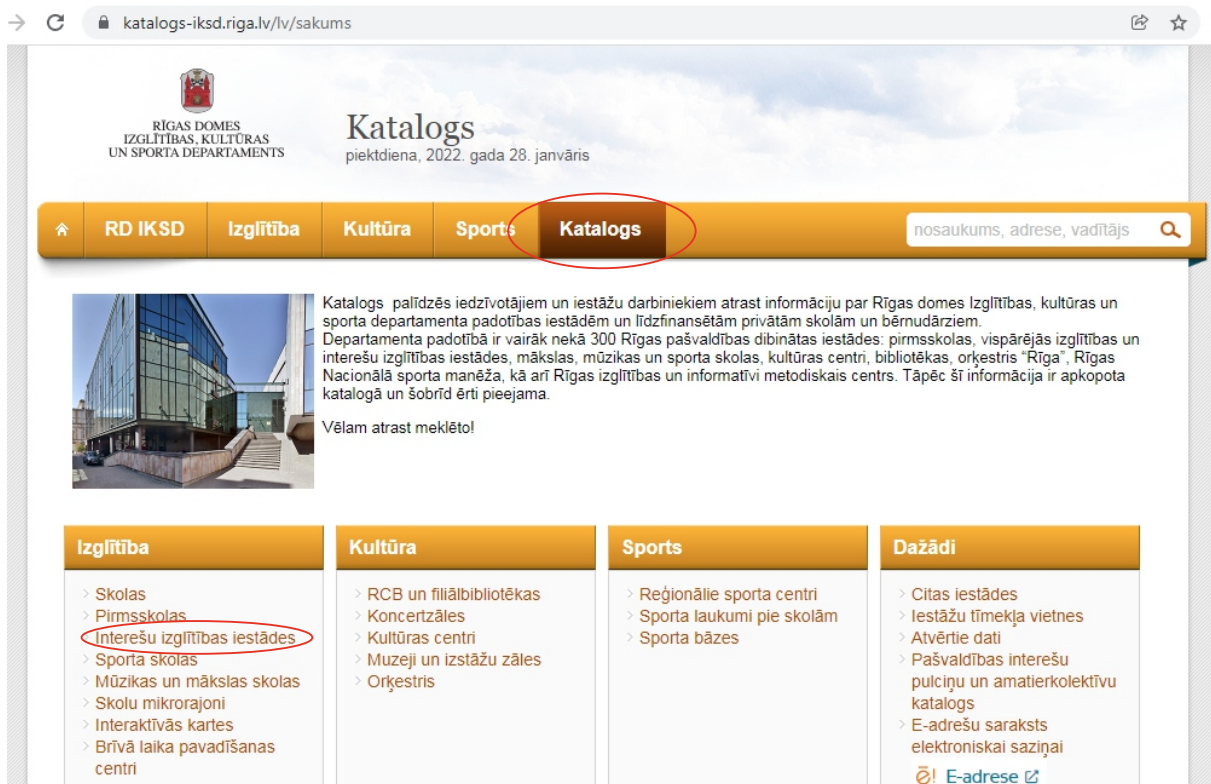 katalogs-iksd.riga.lv/lv/sakums
RĪGAS DOMES
IZGLĪTĪBAS, KULTŪRAS
UN SPORTA DEPARTAMENTS
Katalogs
piektdiena, 2022. gada 28. janvāris
RD IKSD
Izglītība
Kultūra
Sports
Katalogs
nosaukums, adrese, vadītājs
Katalogs palīdzēs iedzīvotājiem un iestāžu darbiniekiem atrast informāciju par Rīgas domes Izglītības, kultūras un
sporta departamenta padotības iestādēm un līdzfinansētām privātām skolām un bērnudārziem.
Departamenta padotībā ir vairāk nekā 300 Rīgas pašvaldības dibinātas iestādes: pirmsskolas, vispārējās izglītības un
interešu izglītības iestādes, mākslas, mūzikas un sporta skolas, kultūras centri, bibliotēkas, orķestris “Rīga”, Rīgas
Nacionālā sporta manēža, kā arī Rīgas izglītības un informatīvi metodiskais centrs. Tāpēc šī informācija ir apkopota
katalogā un šobrīd ērti pieejama.
Vēlam atrast meklēto!
Izglītība
Skolas
Pirmsskolas
Interešu izglītības iestādes
Sporta skolas
Mūzikas un mākslas skolas
Skolu mikrorajoni
Interaktīvās kartes
Brīvā laika pavadīšanas
centri
Kultūra
RCB un filiālbibliotēkas
Koncertzāles
Kultūras centri
Muzeji un izstāžu zāles
Orķestris
Sports
Reģionālie sporta centri
Sporta laukumi pie skolām
Sporta bāzes
Dažādi
Citas iestādes
Iestāžu tīmekļa vietnes
Atvērtie dati
Pašvaldības interešu
pulciņu un amatierkolektīvu
katalogs
E-adrešu saraksts
elektroniskai saziņai
ē! E-adrese